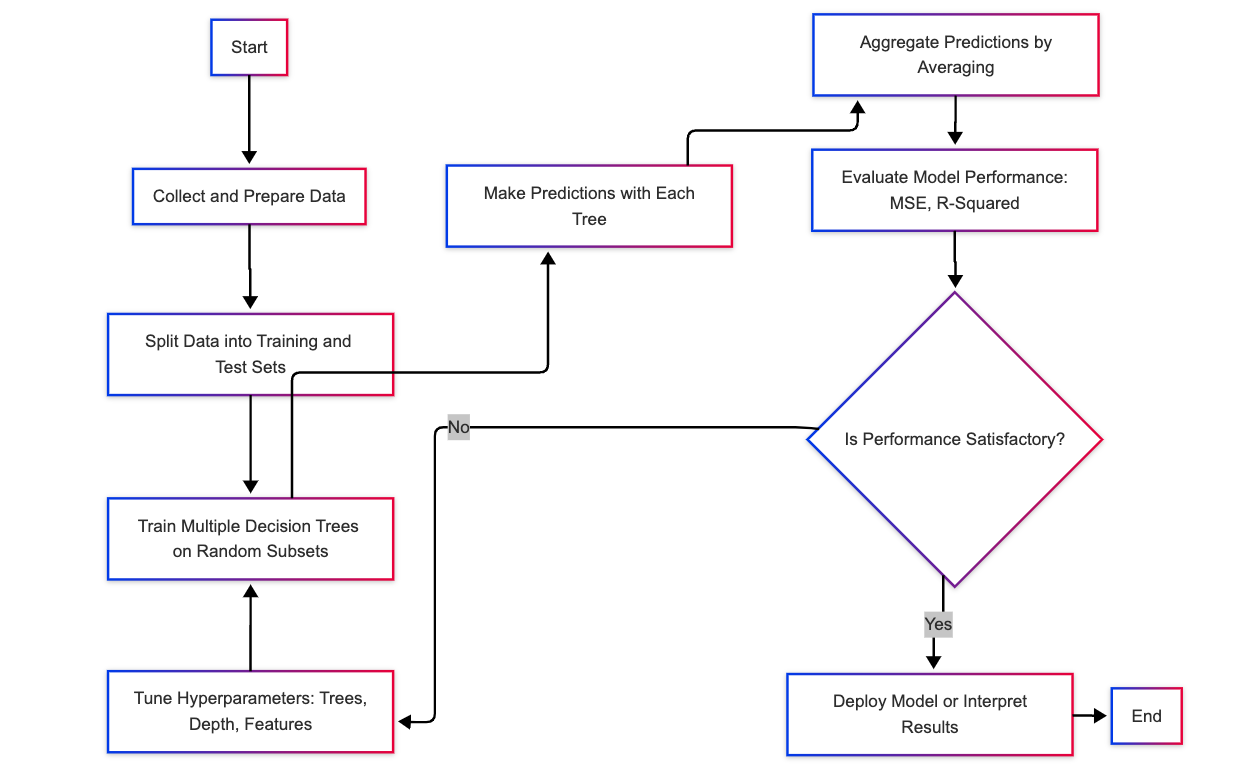 Start
Collect and Prepare Data
Split Data into Training and
Test Sets
Train Multiple Decision Trees
on Random Subsets
Tune Hyperparameters: Trees,
Depth, Features
Make Predictions with Each
Tree
Aggregate Predictions by
Averaging
Evaluate Model Performance:
MSE, R-Squared
Is Performance Satisfactory?
No
Yes
Deploy Model or Interpret
Results
End